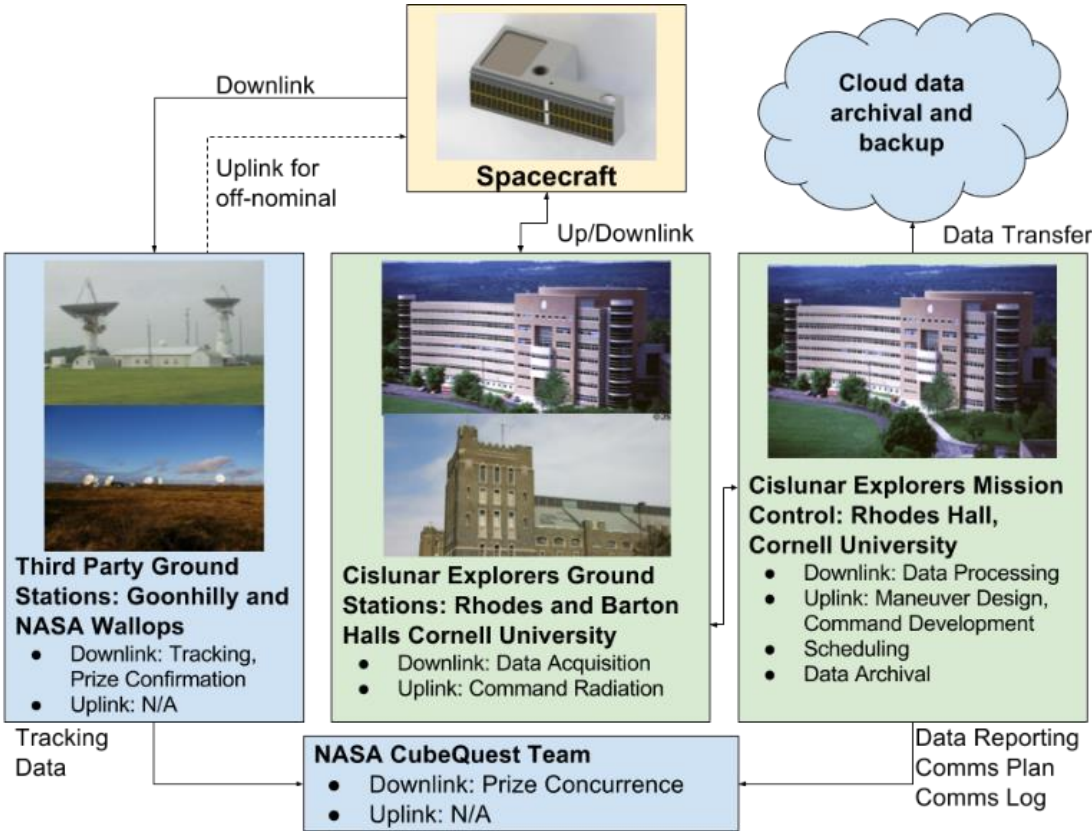 Downlink
Uplink for
off-nominal
Spacecraft
Up/Downlink
Cloud data
archival and
backup
Data Transfer
Third Party Ground
Stations: Goonhilly and
NASA Wallops
● Downlink: Tracking,
Prize Confirmation
● Uplink: N/A
Cislunar Explorers Ground
Stations: Rhodes and Barton
Halls Cornell University
● Downlink: Data Acquisition
● Uplink: Command Radiation
Cislunar Explorers Mission
Control: Rhodes Hall,
Cornell University
● Downlink: Data Processing
● Uplink: Maneuver Design,
Command Development
● Scheduling
● Data Archival
Tracking
Data
NASA CubeQuest Team
● Downlink: Prize Concurrence
● Uplink: N/A
Data Reporting
Comms Plan
Comms Log